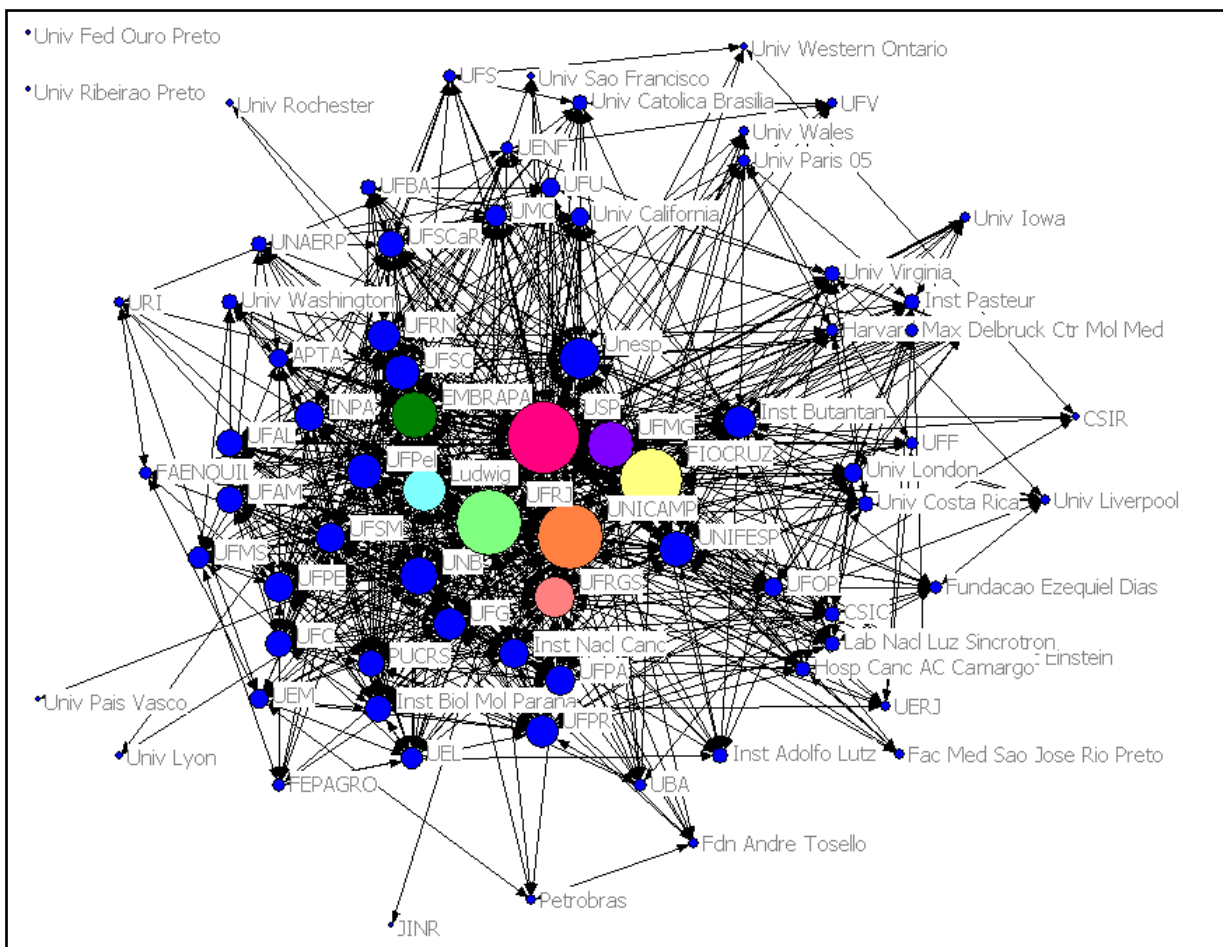 Univ Fed Ouro Preto
Univ Western Ontario
UFS
Univ Sao Francisco
Univ Ribeirao Preto
Univ Rochester
Univ Catolica Brasilia
UFV
Univ Wales
UENF
Univ Paris 05
UFBA
UFU
UMC
Univ California
Univ Iowa
UNAERP
UFSCaR
Univ Virginia
URI
Univ Washington
Inst Pasteur
UFRN
Harvard
Max Delbruck Ctr Mol Med
APTA
UFSC
Unesp
EMBRAPA
USP
INPA
Inst Butantan
CSIR
UFAL
UFMG
UFF
FIOCRUZ
UFPel
Ludwig
FAENQUIL
Univ London
UFAM
UFRJ
UNICAMP
Univ Costa Rica
Univ Liverpool
UFSM
UNIFESP
UFMS
UNB
UFPE
UFRGS
UFOP
Fundacao Ezequiel Dias
UFG
CSIC
UFC
PUCRS
Inst Nacl Canc
Lab Nacl Luz Sincrotron
Einstein
Hosp Canc AC Camargo
UFPA
Univ Pais Vasco
UEM
Inst Biol Mol Parana
UERJ
UFPR
Univ Lyon
UEL
Inst Adolfo Lutz
Fac Med Sao Jose Rio Preto
FEPAGRO
UBA
Fdn Andre Tosello
Petrobras
JINR